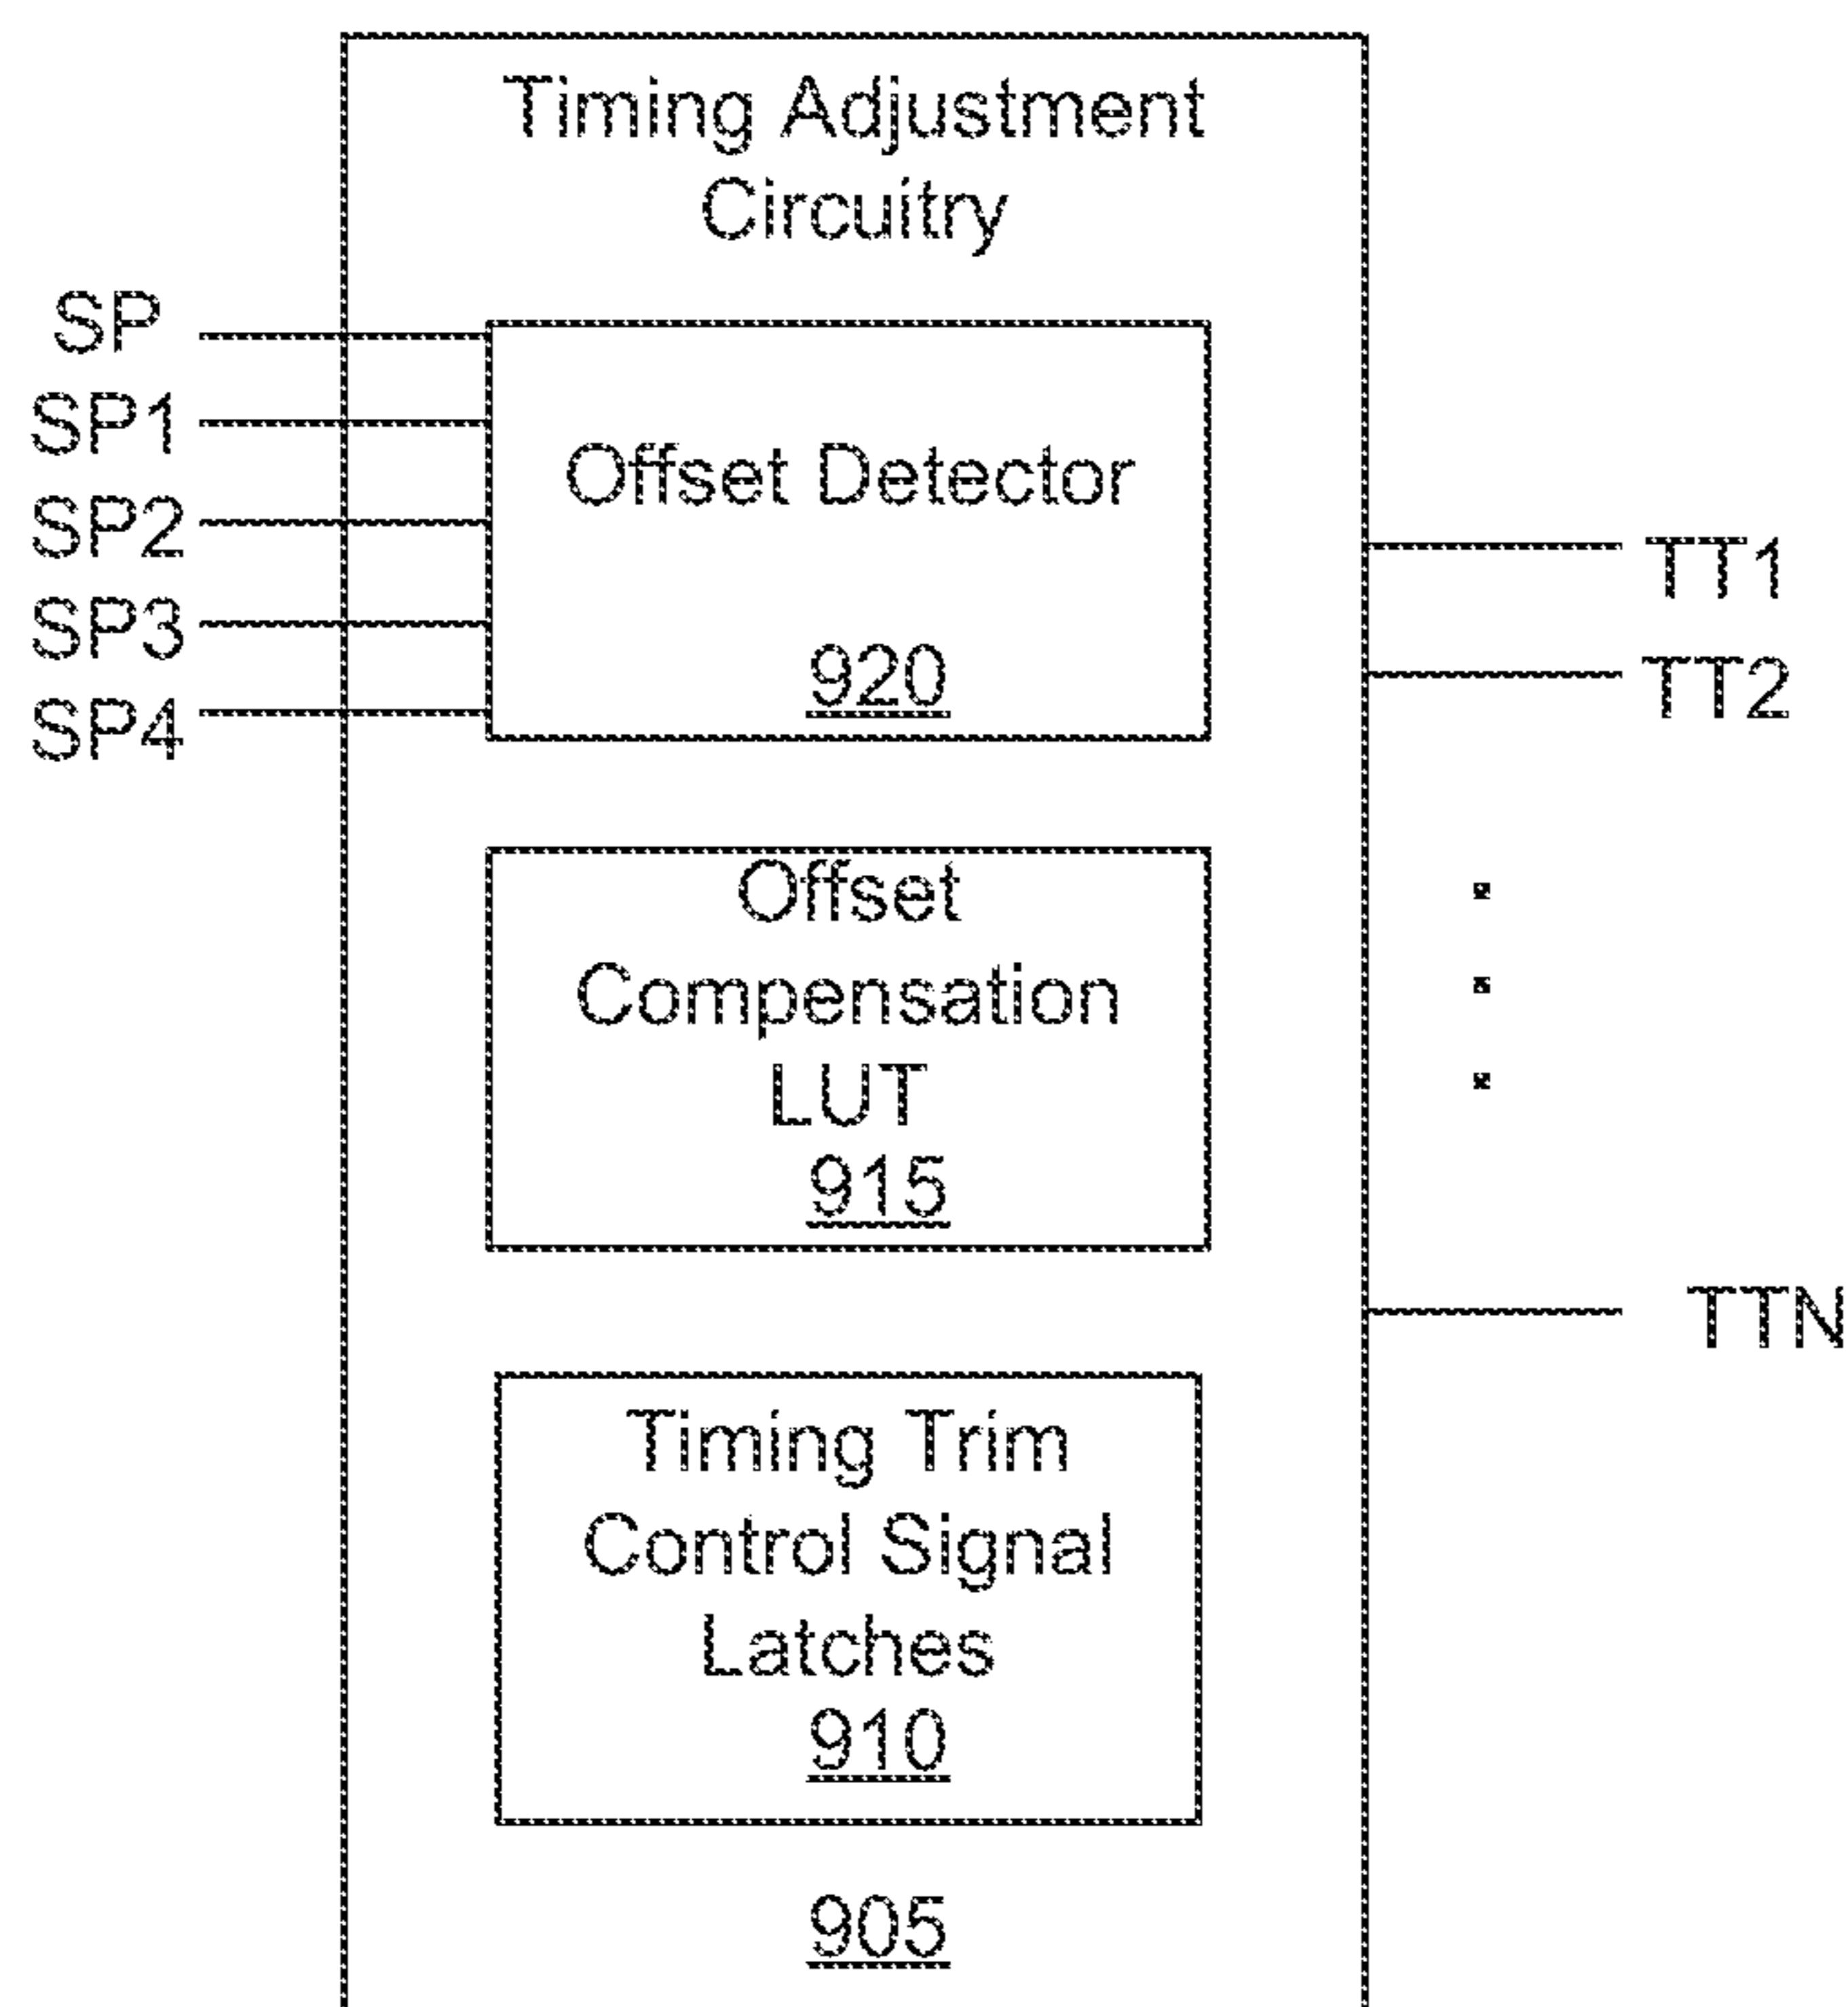 Timing Adjustment
Circuitry
SP
SP1
SP2
SP3
SP4
Offset Detector
920
TT1
TT2
Offset
Compensation
LUT
915
TTN
Timing Trim
Control Signal
Latches
910
905